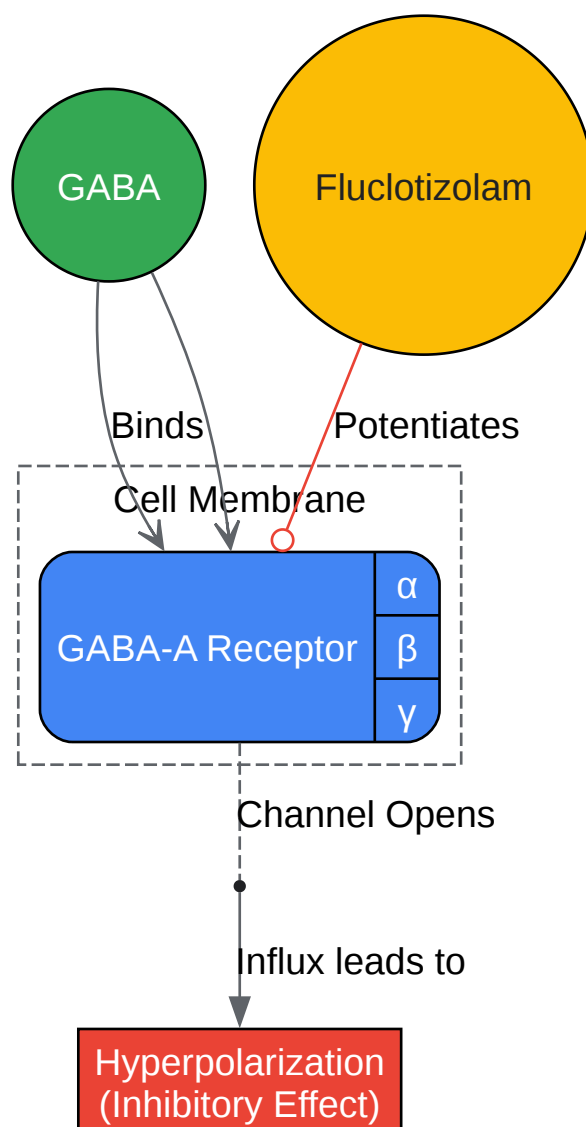 GABA
Fluclotizolam
Binds
Potentiates
Cell Membrane
GABA-A Receptor
α
β
γ
Channel Opens
Influx leads to
Hyperpolarization
(Inhibitory Effect)